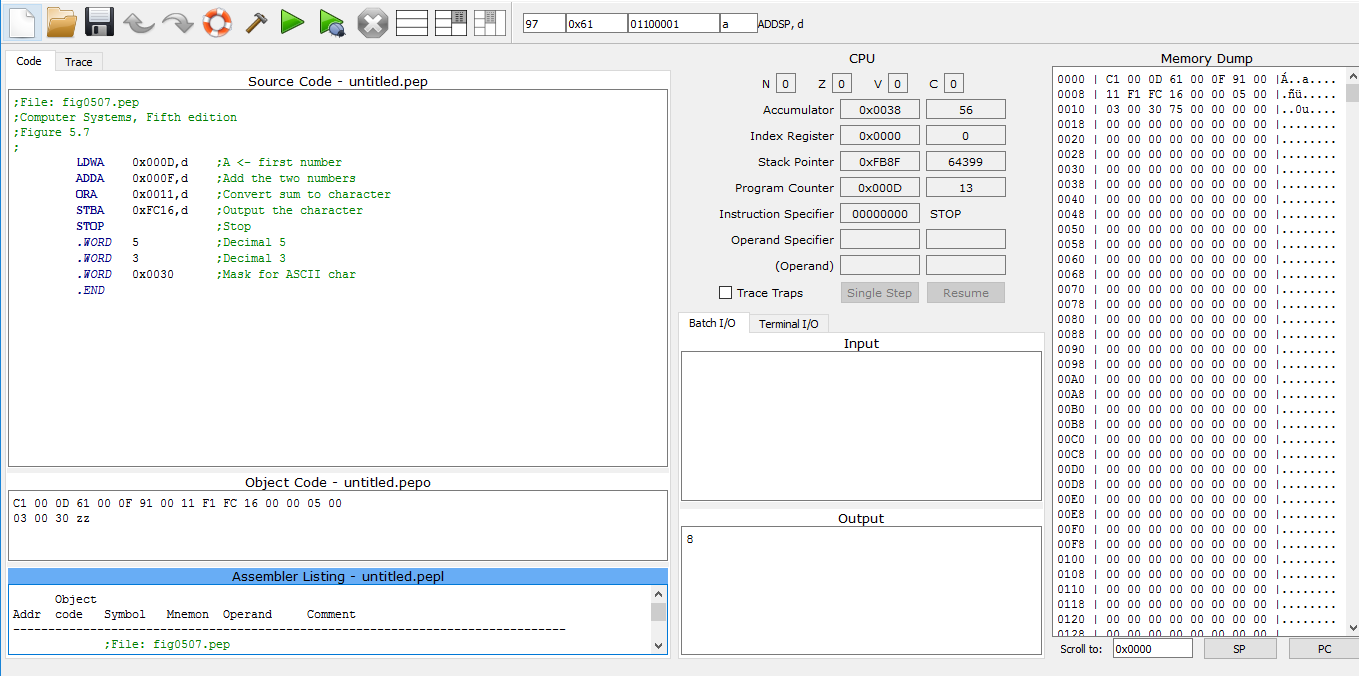 97 0x61 01100001 a ADDSP, d
Code Trace
Source Code - untitled.pep
;File: fig0507.pep
;Computer Systems, Fifth edition
;Figure 5.7
;
LDWA 0x000D,d ;A <- first number
ADDA 0x000F,d ;Add the two numbers
ORA 0x0011,d ;Convert sum to character
STBA 0xFC16,d ;Output the character
STOP ;Stop
.WORD 5 ;Decimal 5
.WORD 3 ;Decimal 3
.WORD 0x0030 ;Mask for ASCII char
.END
Object Code - untitled.pepo
C1 00 0D 61 00 0F 91 00 11 F1 FC 16 00 00 05 00
03 00 30 zz
Assembler Listing - untitled.pepl
Object
Addr code Symbol Mnemon Operand Comment
-------------------------------------------------------------------------------
;File: fig0507.pep
CPU
N 0 Z 0 V 0 C 0
Accumulator 0x0038 56
Index Register 0x0000 0
Stack Pointer 0xFB8F 64399
Program Counter 0x000D 13
Instruction Specifier 00000000 STOP
Operand Specifier
(Operand)
Trace Traps Single Step Resume
Batch I/O Terminal I/O
Input
Output
8
Memory Dump
0000 | C1 00 0D 61 00 0F 91 00 |Á..a....
0008 | 11 F1 FC 16 00 00 05 00 |.ñü.....
0010 | 03 00 30 75 00 00 00 00 |..0u....
0018 | 00 00 00 00 00 00 00 00 |........
0020 | 00 00 00 00 00 00 00 00 |........
0028 | 00 00 00 00 00 00 00 00 |........
0030 | 00 00 00 00 00 00 00 00 |........
0038 | 00 00 00 00 00 00 00 00 |........
0040 | 00 00 00 00 00 00 00 00 |........
0048 | 00 00 00 00 00 00 00 00 |........
0050 | 00 00 00 00 00 00 00 00 |........
0058 | 00 00 00 00 00 00 00 00 |........
0060 | 00 00 00 00 00 00 00 00 |........
0068 | 00 00 00 00 00 00 00 00 |........
0070 | 00 00 00 00 00 00 00 00 |........
0078 | 00 00 00 00 00 00 00 00 |........
0080 | 00 00 00 00 00 00 00 00 |........
0088 | 00 00 00 00 00 00 00 00 |........
0090 | 00 00 00 00 00 00 00 00 |........
0098 | 00 00 00 00 00 00 00 00 |........
00A0 | 00 00 00 00 00 00 00 00 |........
00A8 | 00 00 00 00 00 00 00 00 |........
00B0 | 00 00 00 00 00 00 00 00 |........
00B8 | 00 00 00 00 00 00 00 00 |........
00C0 | 00 00 00 00 00 00 00 00 |........
00C8 | 00 00 00 00 00 00 00 00 |........
00D0 | 00 00 00 00 00 00 00 00 |........
00D8 | 00 00 00 00 00 00 00 00 |........
00E0 | 00 00 00 00 00 00 00 00 |........
00E8 | 00 00 00 00 00 00 00 00 |........
00F0 | 00 00 00 00 00 00 00 00 |........
00F8 | 00 00 00 00 00 00 00 00 |........
0100 | 00 00 00 00 00 00 00 00 |........
0108 | 00 00 00 00 00 00 00 00 |........
0110 | 00 00 00 00 00 00 00 00 |........
0118 | 00 00 00 00 00 00 00 00 |........
0120 | 00 00 00 00 00 00 00 00 |........
0128 | 00 00 00 00 00 00 00 00 |
Scroll to: 0x0000 SP PC